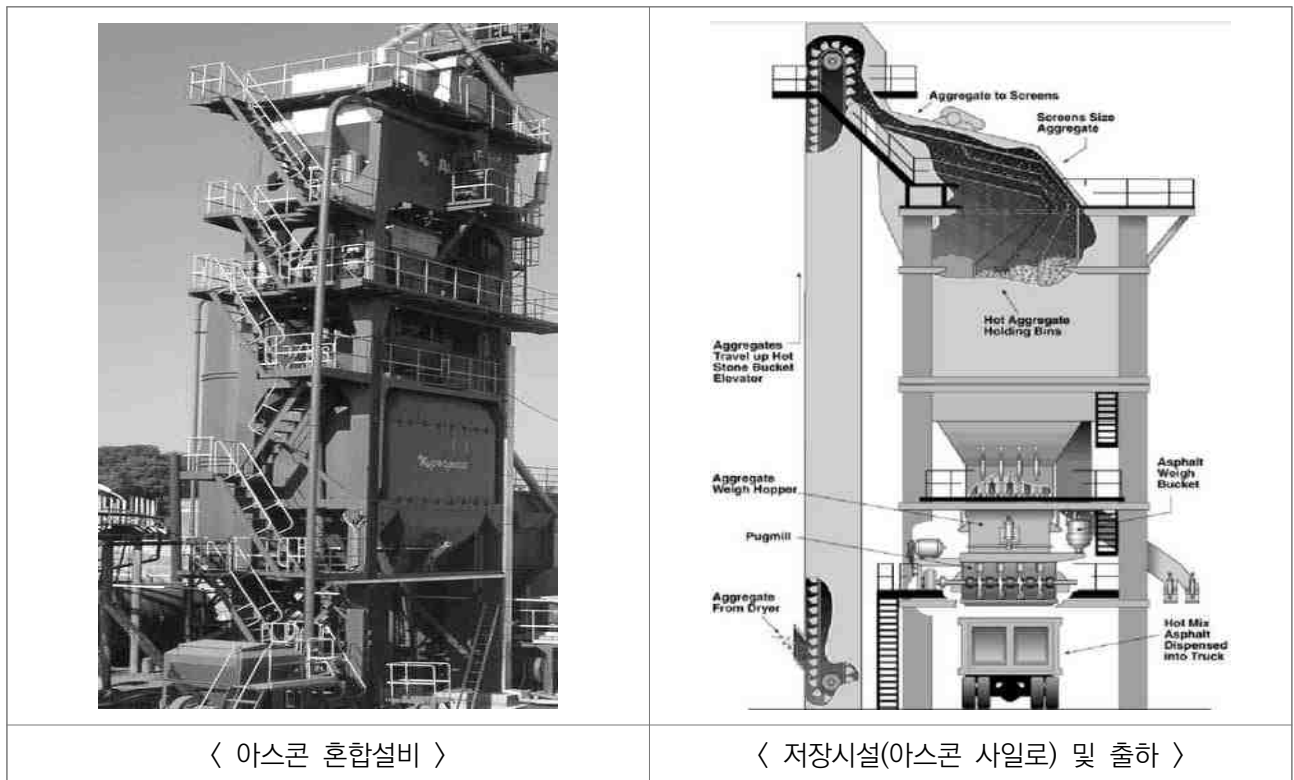 Aggregate to Screens
Screens Size
Aggregate
Hot Aggregate
Holding Bins
Aggregates
Travel up Hot
Stone Bucket
Elevator
Aggregate
Weigh Hopper
Asphalt
Weigh
Bucket
Pugmill
Aggregate
From Dryer
Hot Mix
Asphalt
Dispensed
into Truck
〈 아스콘 혼합설비 〉
〈 저장시설(아스콘 사일로) 및 출하 〉